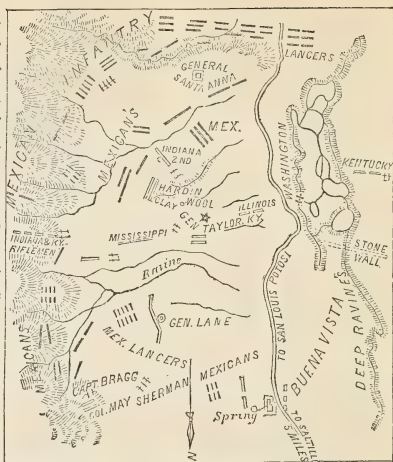 MEXICAN INFANTRY
LANCERS
GENERAL
SANTA ANNA
MEXICAN'S
MEX.
INDIANA
2ND
WASHINGTON
KENTUCKY
HARDIN
CLAY WOOL
ILLINOIS
GEN TAYLOR. KY.
MISSISSIPPI
INDIANA & KY.
RIFLEMEN
STONE
WALL
Ravine
TO SAN LOUIS POTOSI
GEN. LANE
BUENA VISTA
DEEP RAVINES
MEXICANS
MEX. LANCERS
MEXICANS
CAPT. BRAGG
COL. MAY SHERMAN
Spring
TO SALTILLO
5 MILES
N